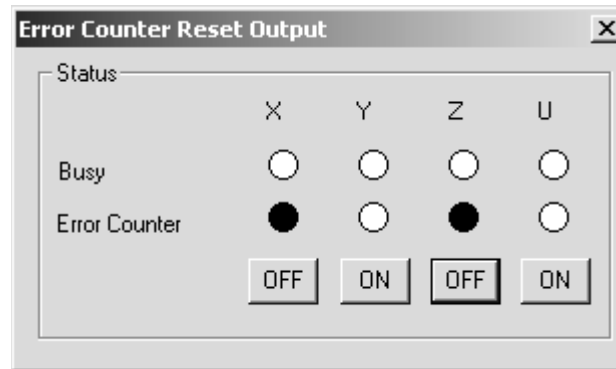 Error Counter Reset Output
Status
X Y Z U
Busy
Error Counter
OFF ON OFF ON